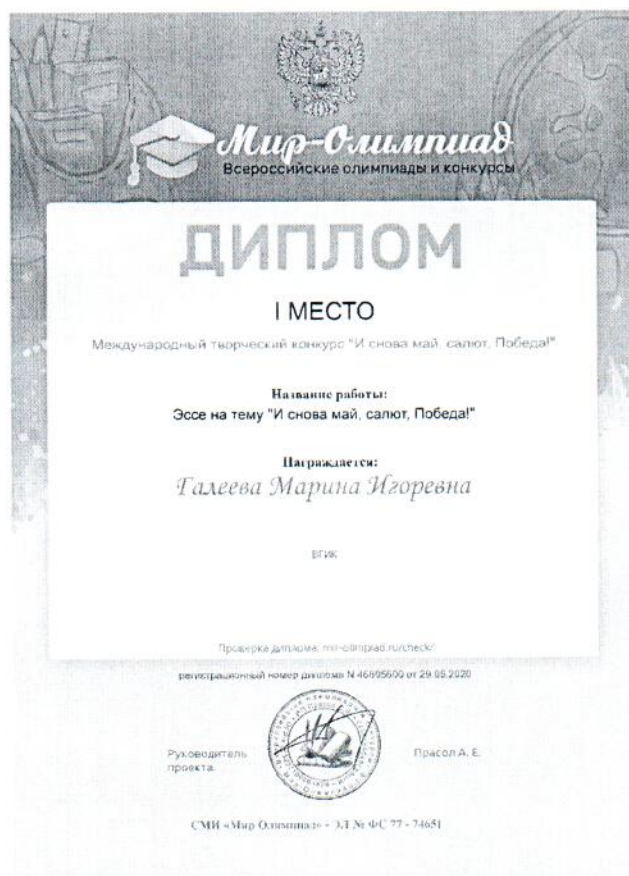 Мир-Олимпиад
Всероссийские олимпиады и конкурсы
ДИПЛОМ
I МЕСТО
Международный творческий конкурс "И снова май, салют, Победа!"
Название работы:
Эссе на тему "И снова май, салют, Победа!"
Награждается:
Галеева Марина Игоревна
ВГИК
Проверка диплома: mir-olimpiad.ru/check/
регистрационный номер диплома N 46805600 от 29.05.2020
Руководитель
проекта:
Прасол А. Е.
СМИ «Мир Олимпиад» - ЭЛ № ФС 77 - 74651